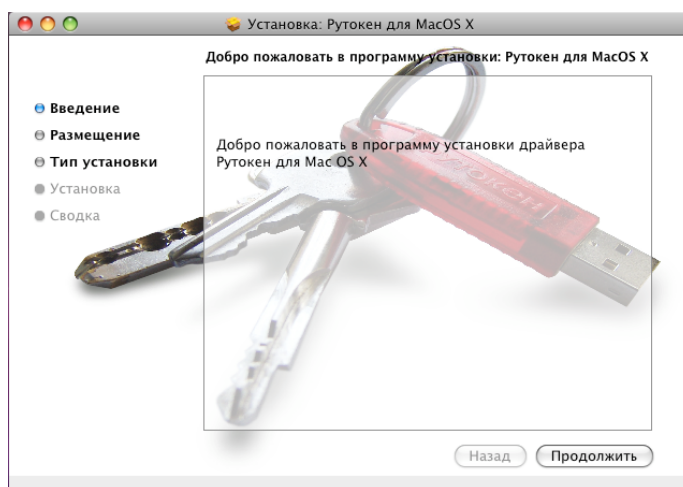 Установка: Рутокен для MacOS X
Добро пожаловать в программу установки: Рутокен для MacOS X
Введение
Размещение
Тип установки
Установка
Сводка
Добро пожаловать в программу установки драйвера
Рутокен для Mac OS X
рутокен
Назад
Продолжить